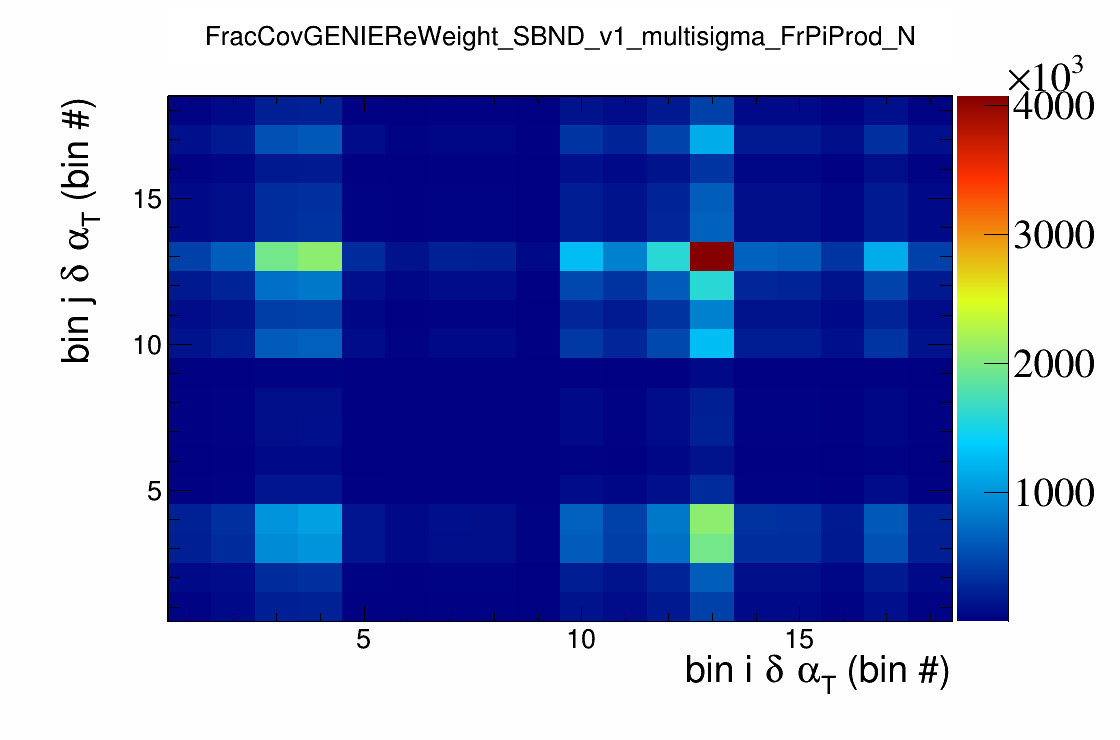 FracCovGENIEReWeight_SBND_v1_multisigma_FrPiProd_N
×10³
4000
3000
2000
1000
bin j δ α_T (bin #)
15
10
5
5 10 15
bin i δ α_T (bin #)